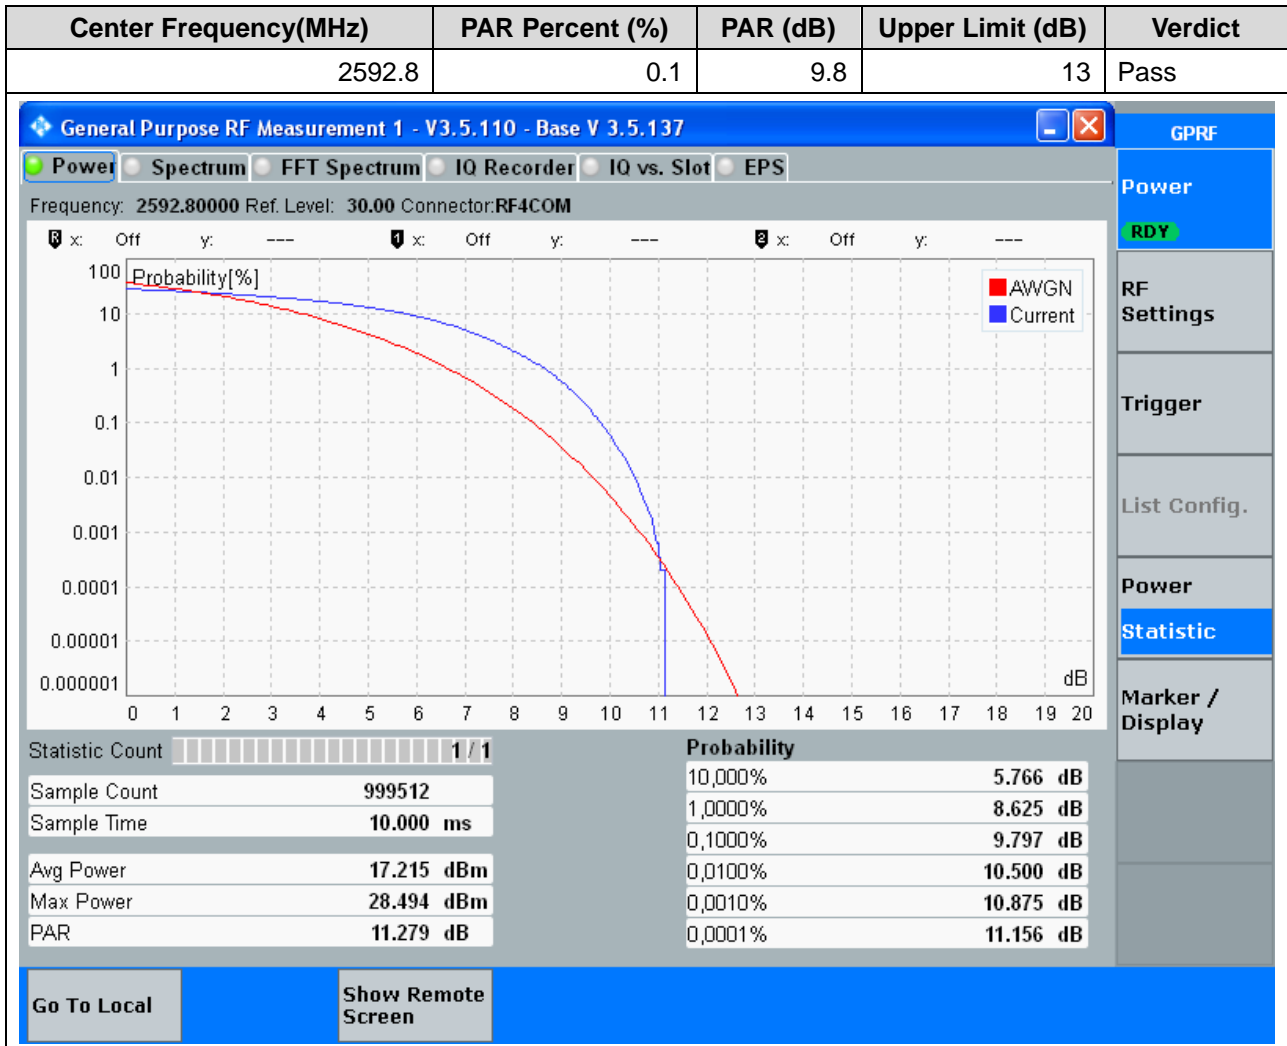 Center Frequency(MHz) PAR Percent (%) PAR (dB) Upper Limit (dB) Verdict
2592.8 0.1 9.8 13 Pass
General Purpose RF Measurement 1 - V3.5.110 - Base V 3.5.137
GPRF
Power Spectrum FFT Spectrum IQ Recorder IQ vs. Slot EPS
Frequency: 2592.80000 Ref. Level: 30.00 Connector:RF4COM
R x: Off y: --- 1 x: Off y: --- 2 x: Off y: ---
Probability[%]
AWGN
Current
100
10
1
0.1
0.01
0.001
0.0001
0.00001
0.000001
dB
0 1 2 3 4 5 6 7 8 9 10 11 12 13 14 15 16 17 18 19 20
Statistic Count 1 / 1
Sample Count 999512
Sample Time 10.000 ms
Avg Power 17.215 dBm
Max Power 28.494 dBm
PAR 11.279 dB
Probability
10,000% 5.766 dB
1,0000% 8.625 dB
0,1000% 9.797 dB
0,0100% 10.500 dB
0,0010% 10.875 dB
0,0001% 11.156 dB
Power
RDY
RF
Settings
Trigger
List Config.
Power
Statistic
Marker /
Display
Go To Local
Show Remote
Screen